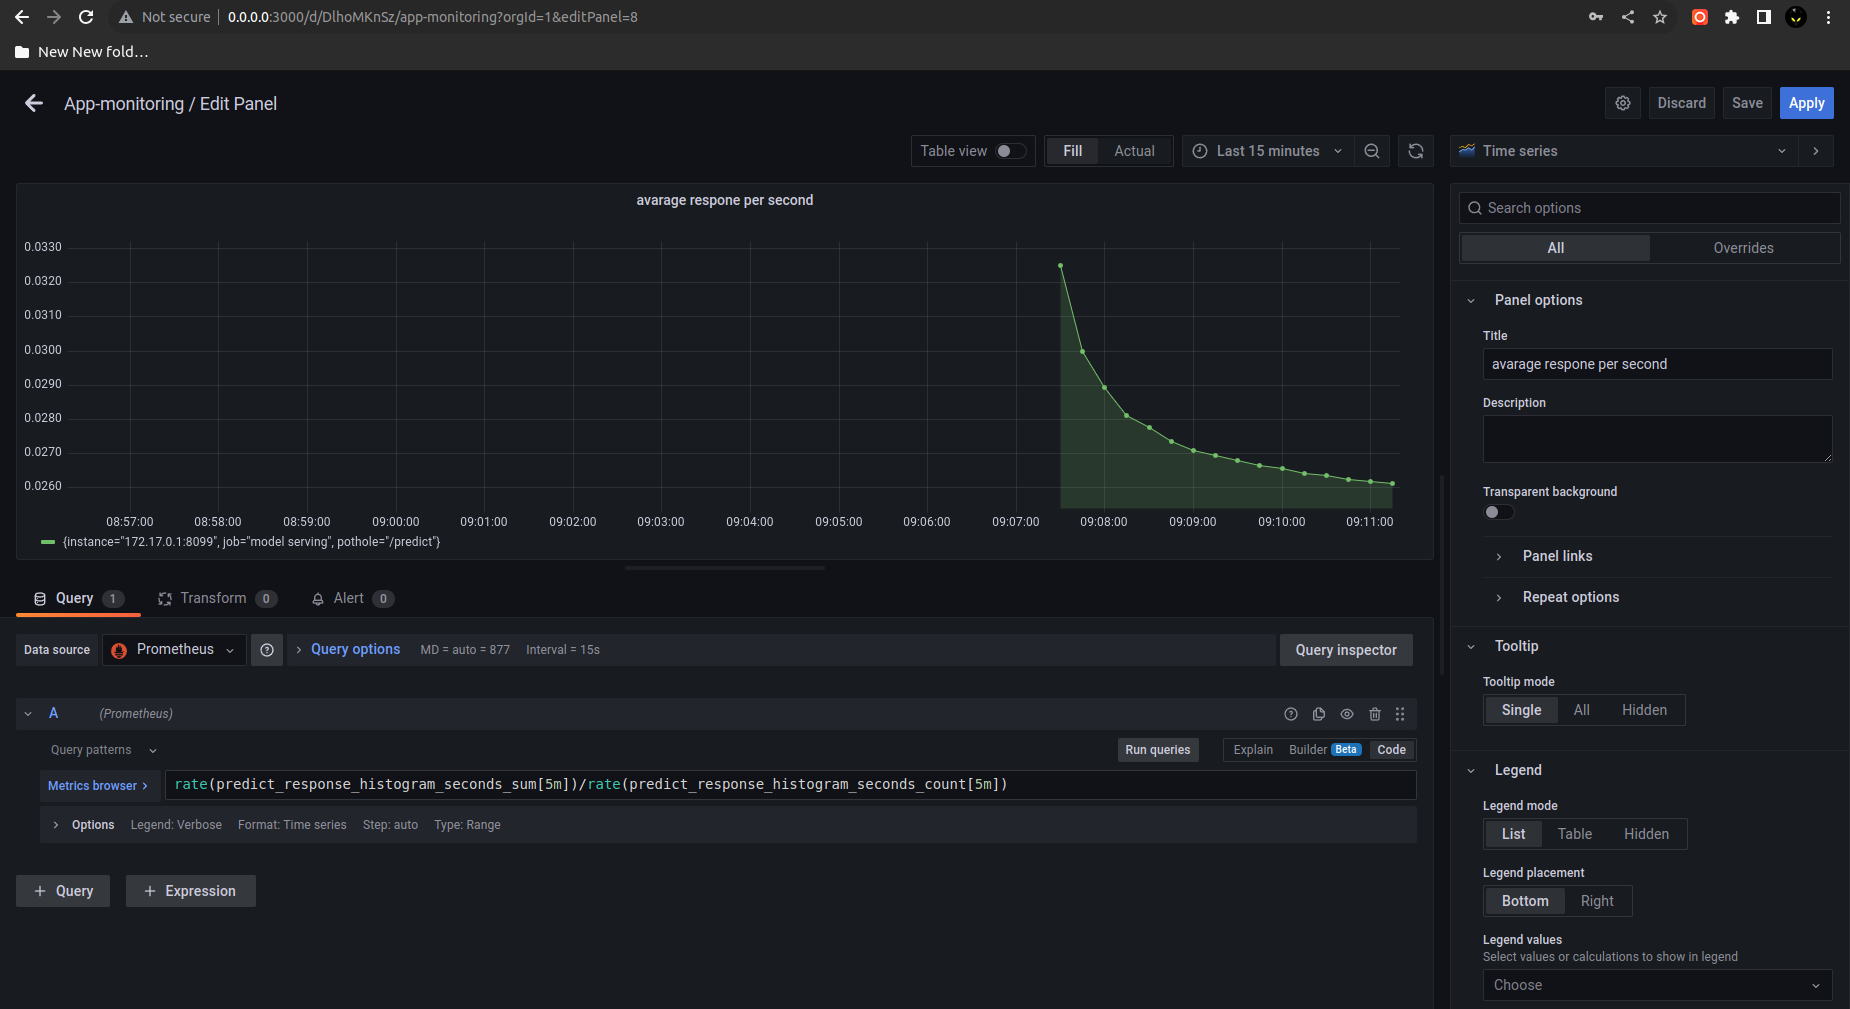 Not secure 0.0.0.0:3000/d/DlhoMKnSz/app-monitoring?orgId=1&editPanel=8
New New fold...
App-monitoring / Edit Panel
Discard Save Apply
Table view Fill Actual Last 15 minutes Time series
avarage respone per second
0.0330
0.0320
0.0310
0.0300
0.0290
0.0280
0.0270
0.0260
08:57:00 08:58:00 08:59:00 09:00:00 09:01:00 09:02:00 09:03:00 09:04:00 09:05:00 09:06:00 09:07:00 09:08:00 09:09:00 09:10:00 09:11:00
{instance="172.17.0.1:8099", job="model serving", pothole="/predict"}
Query 1 Transform 0 Alert 0
Data source Prometheus Query options MD = auto = 877 Interval = 15s Query inspector
A (Prometheus)
Query patterns Run queries Explain Builder Beta Code
Metrics browser > rate(predict_response_histogram_seconds_sum[5m])/rate(predict_response_histogram_seconds_count[5m])
> Options Legend: Verbose Format: Time series Step: auto Type: Range
+ Query + Expression
Search options
All Overrides
Panel options
Title
avarage respone per second
Description
Transparent background
Panel links
Repeat options
Tooltip
Tooltip mode
Single All Hidden
Legend
Legend mode
List Table Hidden
Legend placement
Bottom Right
Legend values
Select values or calculations to show in legend
Choose